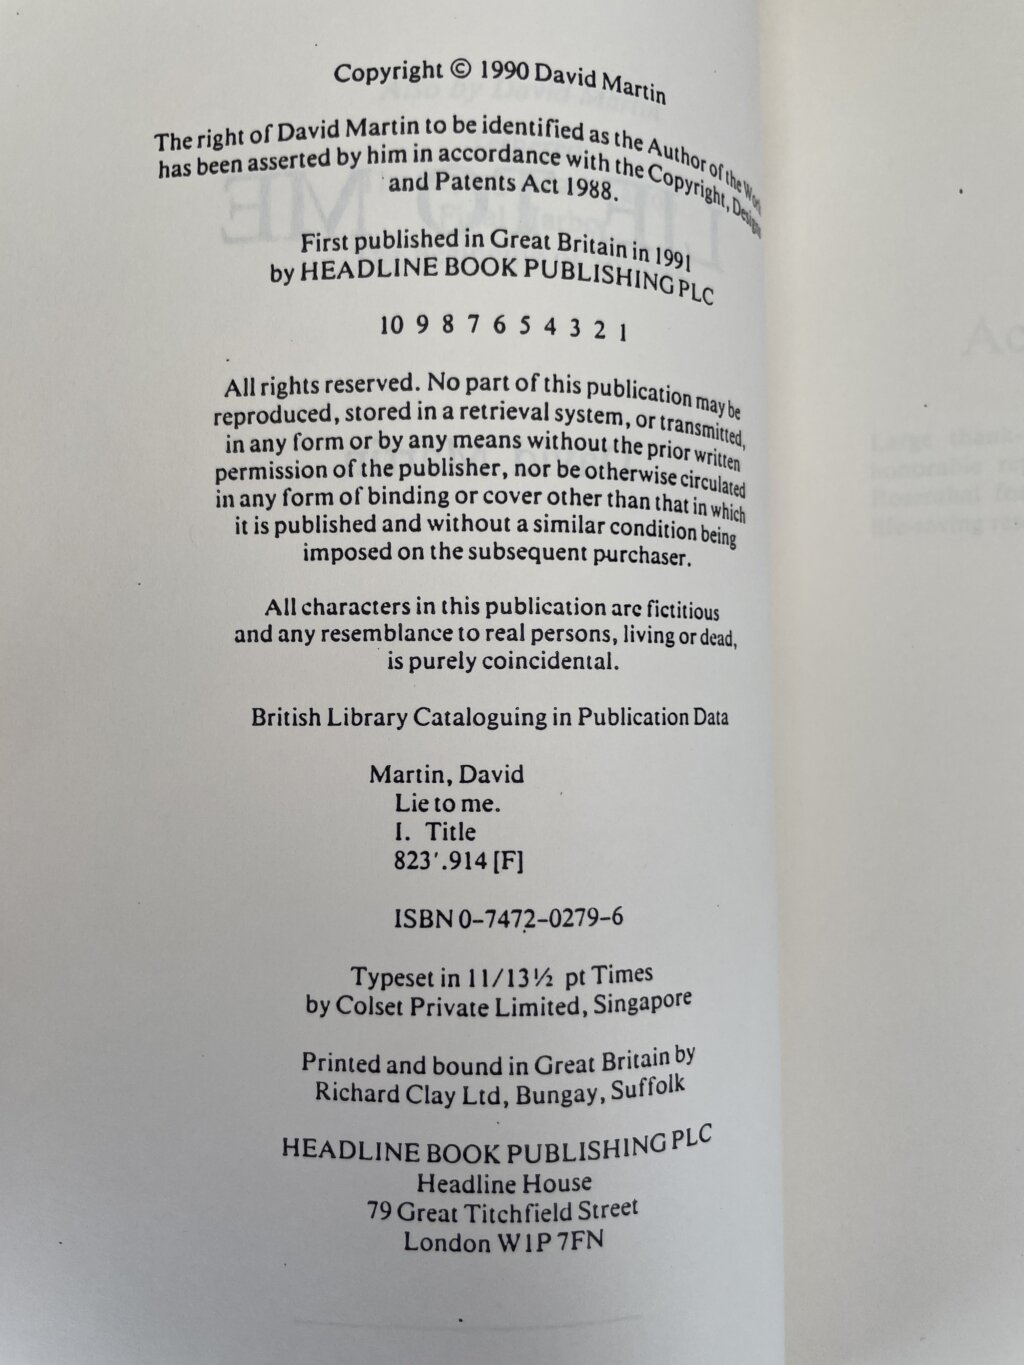 Copyright © 1990 David Martin
The right of David Martin to be identified as the Author of the Work
has been asserted by him in accordance with the Copyright, Designs
and Patents Act 1988.
First published in Great Britain in 1991
by HEADLINE BOOK PUBLISHING PLC
10 9 8 7 6 5 4 3 2 1
All rights reserved. No part of this publication may be
reproduced, stored in a retrieval system, or transmitted,
in any form or by any means without the prior written
permission of the publisher, nor be otherwise circulated
in any form of binding or cover other than that in which
it is published and without a similar condition being
imposed on the subsequent purchaser.
All characters in this publication are fictitious
and any resemblance to real persons, living or dead,
is purely coincidental.
British Library Cataloguing in Publication Data
Martin, David
Lie to me.
I. Title
823'.914 [F]
ISBN 0-7472-0279-6
Typeset in 11/13½ pt Times
by Colset Private Limited, Singapore
Printed and bound in Great Britain by
Richard Clay Ltd, Bungay, Suffolk
HEADLINE BOOK PUBLISHING PLC
Headline House
79 Great Titchfield Street
London W1P 7FN